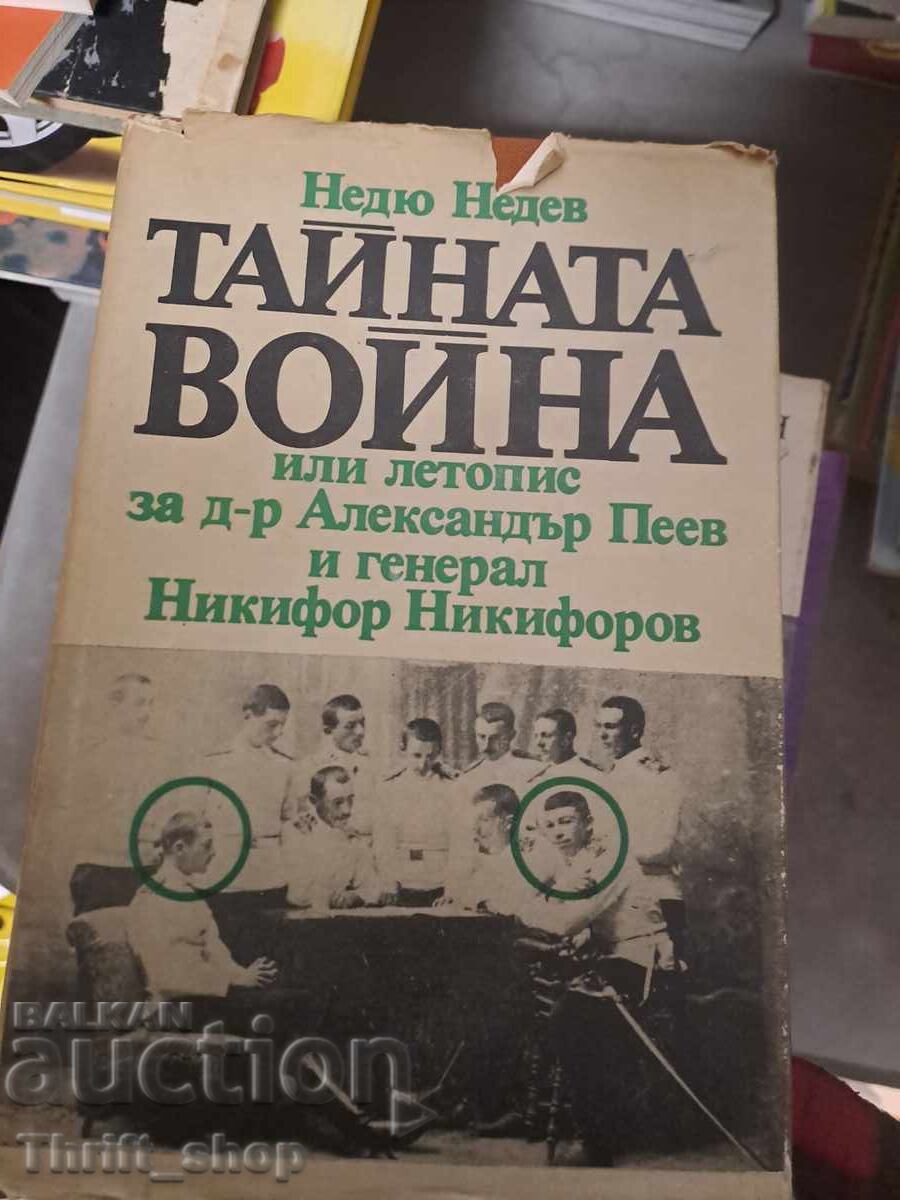 Недю Недев
ТАЙНАТА
ВОЙНА
или летопис
за д-р Александър Пеев
и генерал
Никифор Никифоров
BALKAN
auction
Thrift_shop